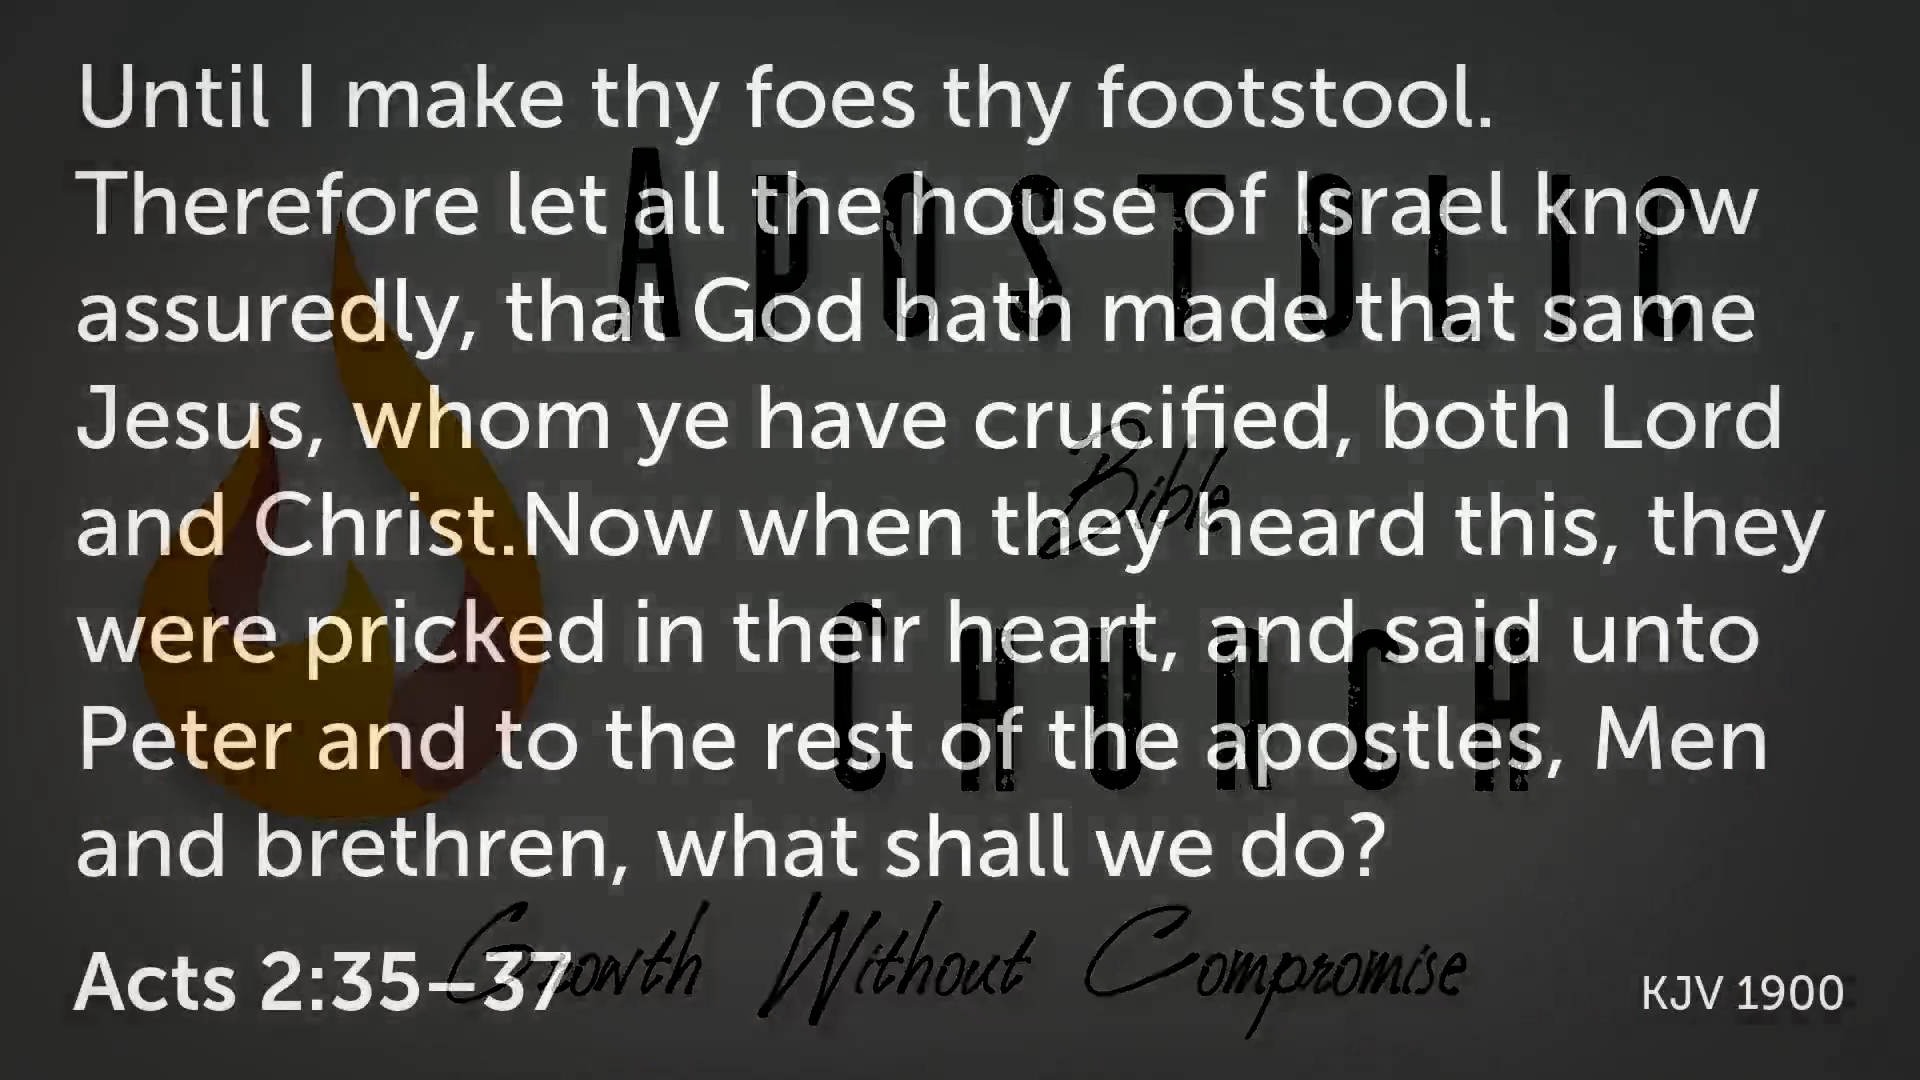 Until I make thy foes thy footstool.
Therefore let all the house of Israel know
assuredly, that God hath made that same
Jesus, whom ye have crucified, both Lord
and Christ.Now when they heard this, they
were pricked in their heart, and said unto
Peter and to the rest of the apostles, Men
and brethren, what shall we do?
Acts 2:35–37
KJV 1900
APOSTOLIC
Bible
CHURCH
Growth Without Compromise